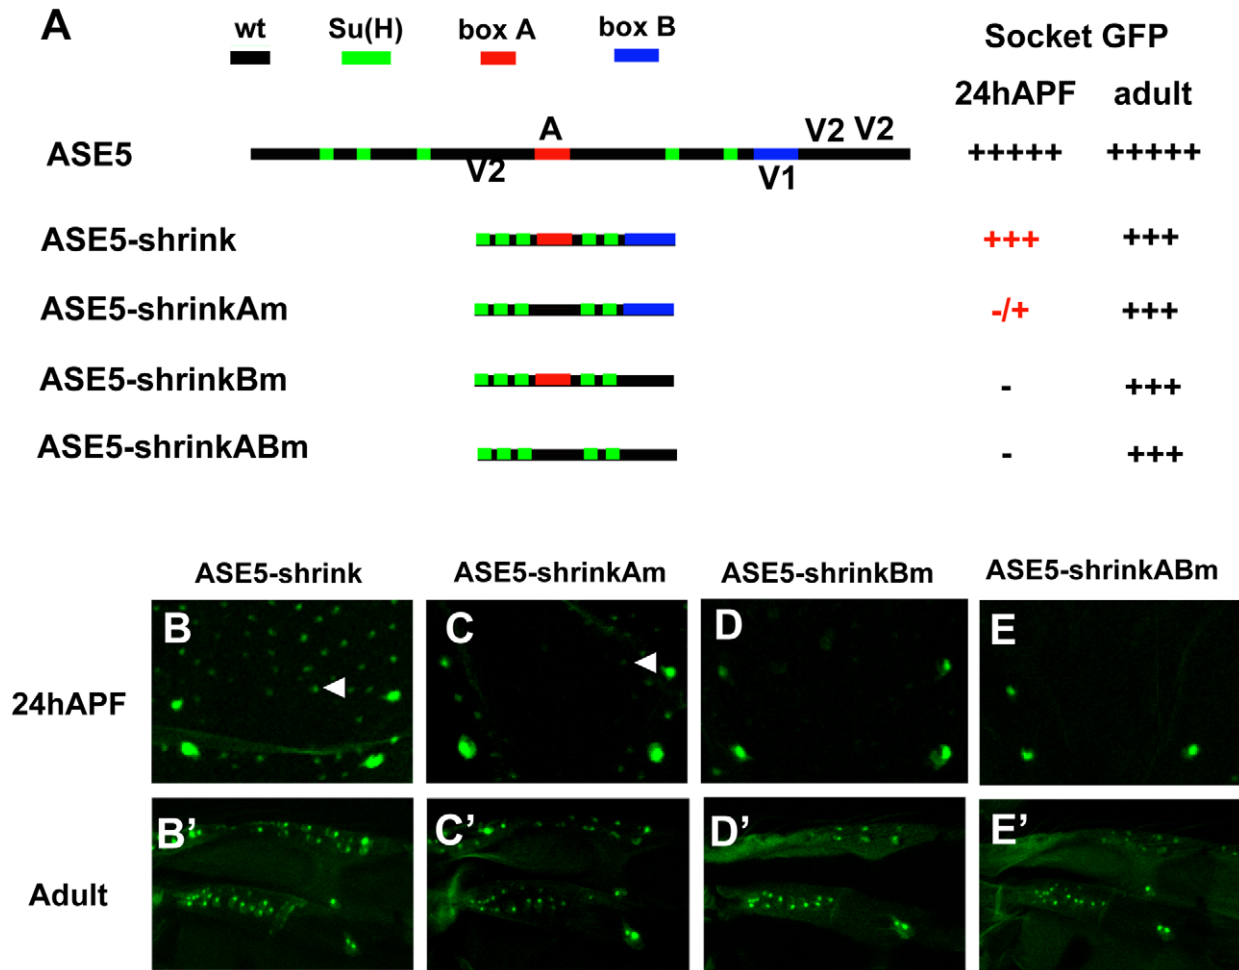 A
wt Su(H) box A box B
Socket GFP
24hAPF adult
ASE5 A V2 V2 V2 V1 +++++ +++++
ASE5-shrink +++ +++
ASE5-shrinkAm -/+ +++
ASE5-shrinkBm - +++
ASE5-shrinkABm - +++
ASE5-shrink ASE5-shrinkAm ASE5-shrinkBm ASE5-shrinkABm
24hAPF B C D E
Adult B' C' D' E'